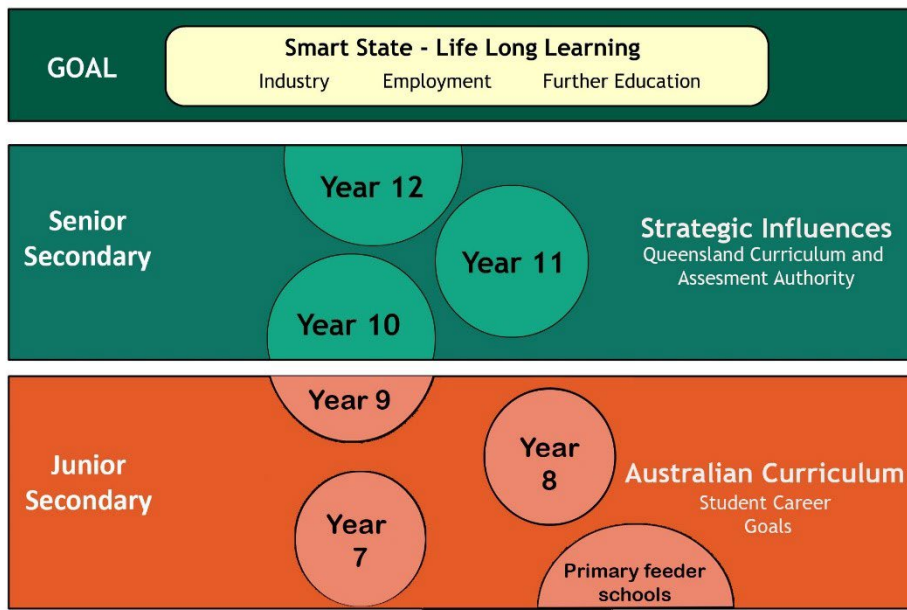 GOAL
Smart State - Life Long Learning
Industry Employment Further Education
Senior
Secondary
Year 12
Year 11
Year 10
Strategic Influences
Queensland Curriculum and
Assesment Authority
Junior
Secondary
Year 9
Year
8
Year
7
Australian Curriculum
Student Career
Goals
Primary feeder
schools